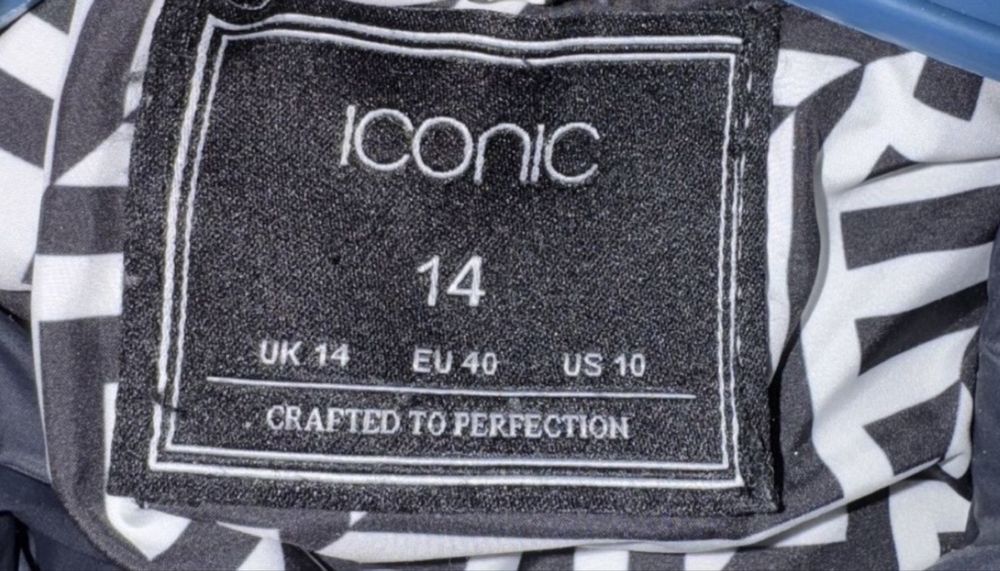 ICONIC
14
UK 14 EU 40 US 10
CRAFTED TO PERFECTION